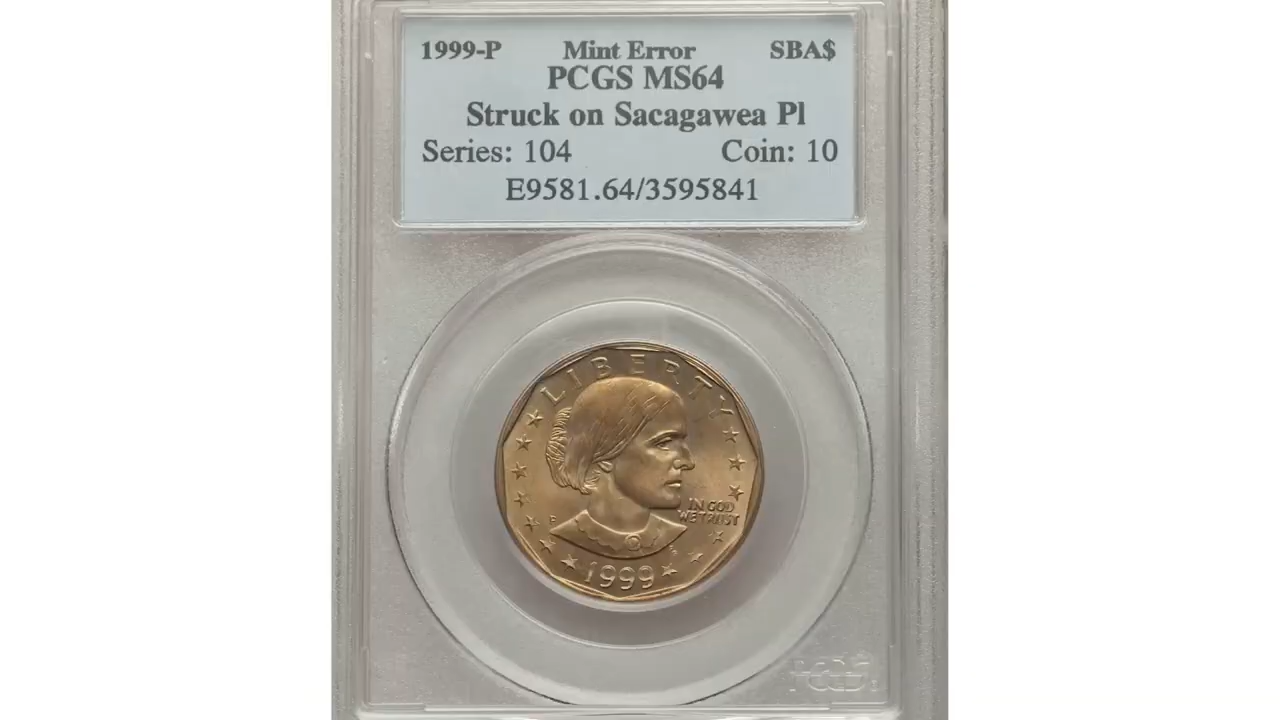 1999-P Mint Error SBA$
PCGS MS64
Struck on Sacagawea Pl
Series: 104 Coin: 10
E9581.64/3595841
LIBERTY
IN GOD
WE TRUST
P
1999
PCGS